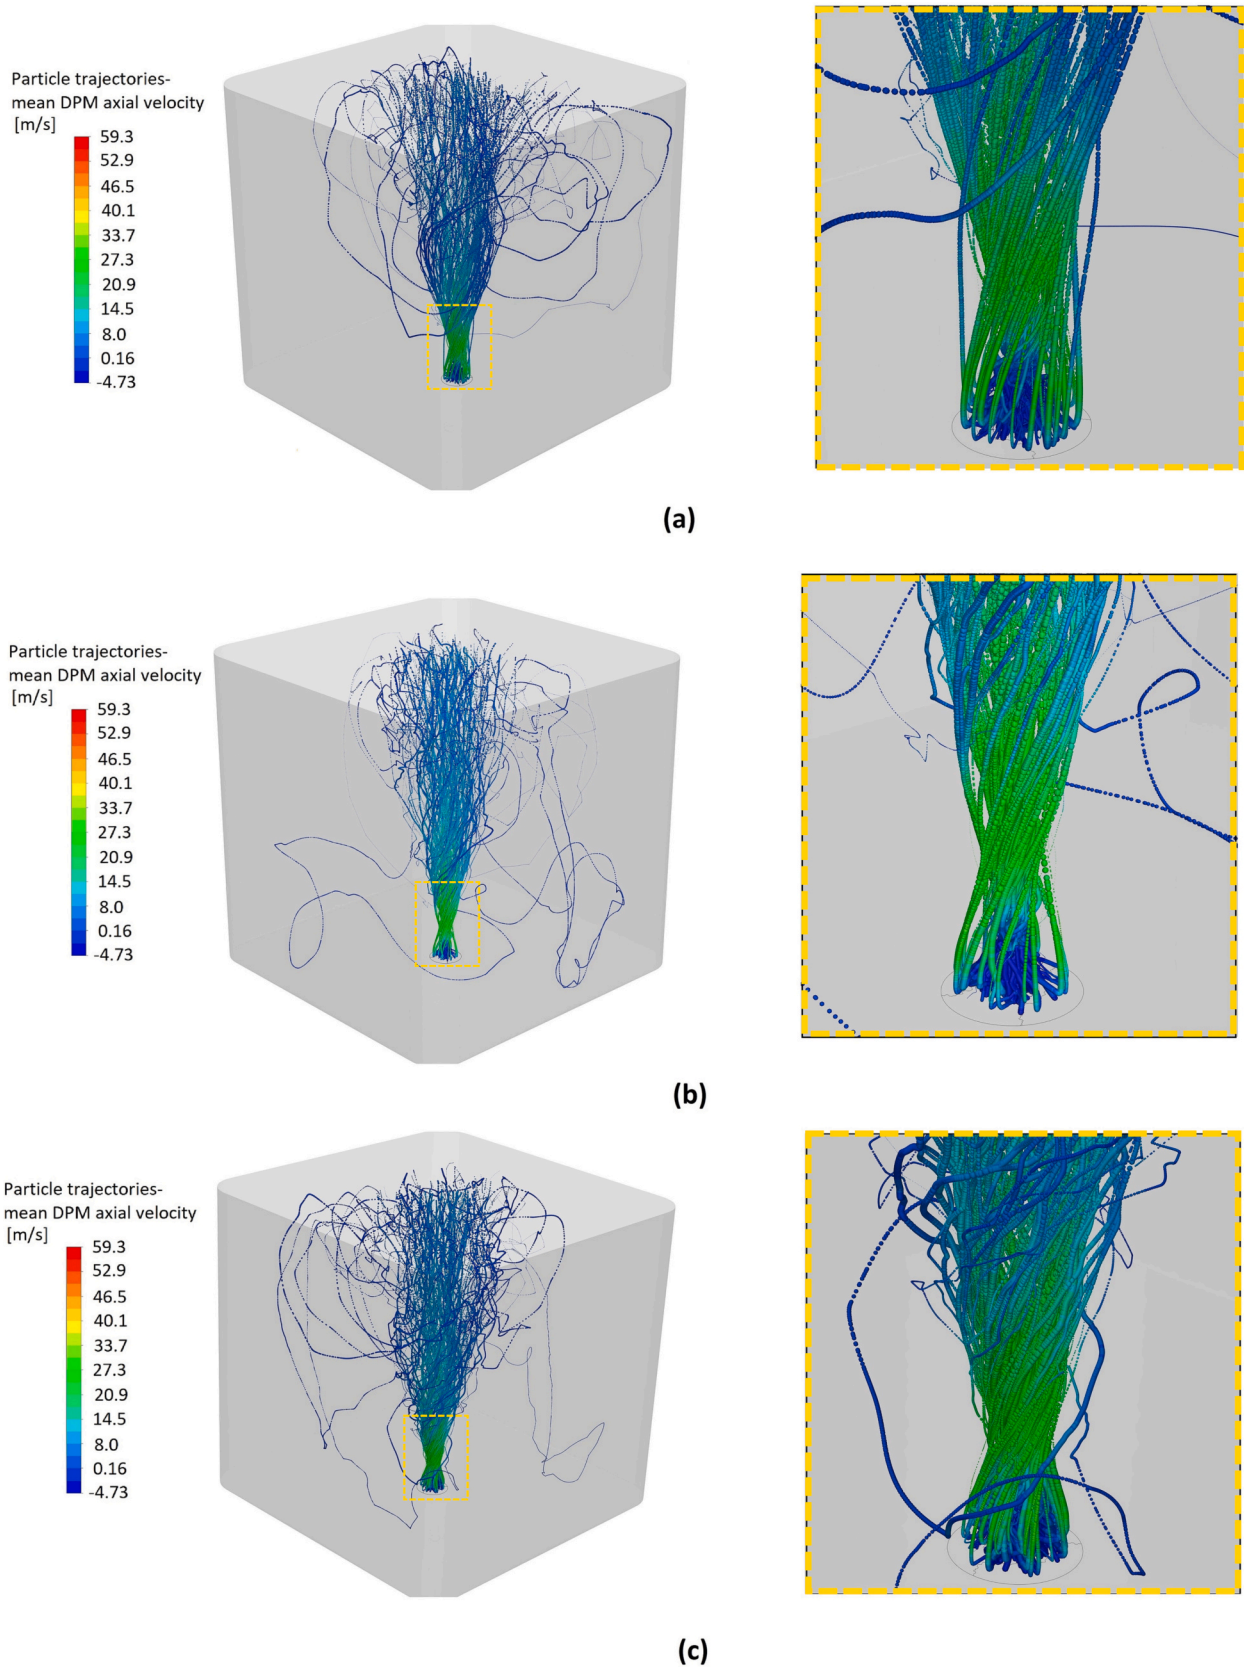 Particle trajectories-
mean DPM axial velocity
[m/s]
59.3
52.9
46.5
40.1
33.7
27.3
20.9
14.5
8.0
0.16
-4.73
(a)
Particle trajectories-
mean DPM axial velocity
[m/s]
59.3
52.9
46.5
40.1
33.7
27.3
20.9
14.5
8.0
0.16
-4.73
(b)
Particle trajectories-
mean DPM axial velocity
[m/s]
59.3
52.9
46.5
40.1
33.7
27.3
20.9
14.5
8.0
0.16
-4.73
(c)